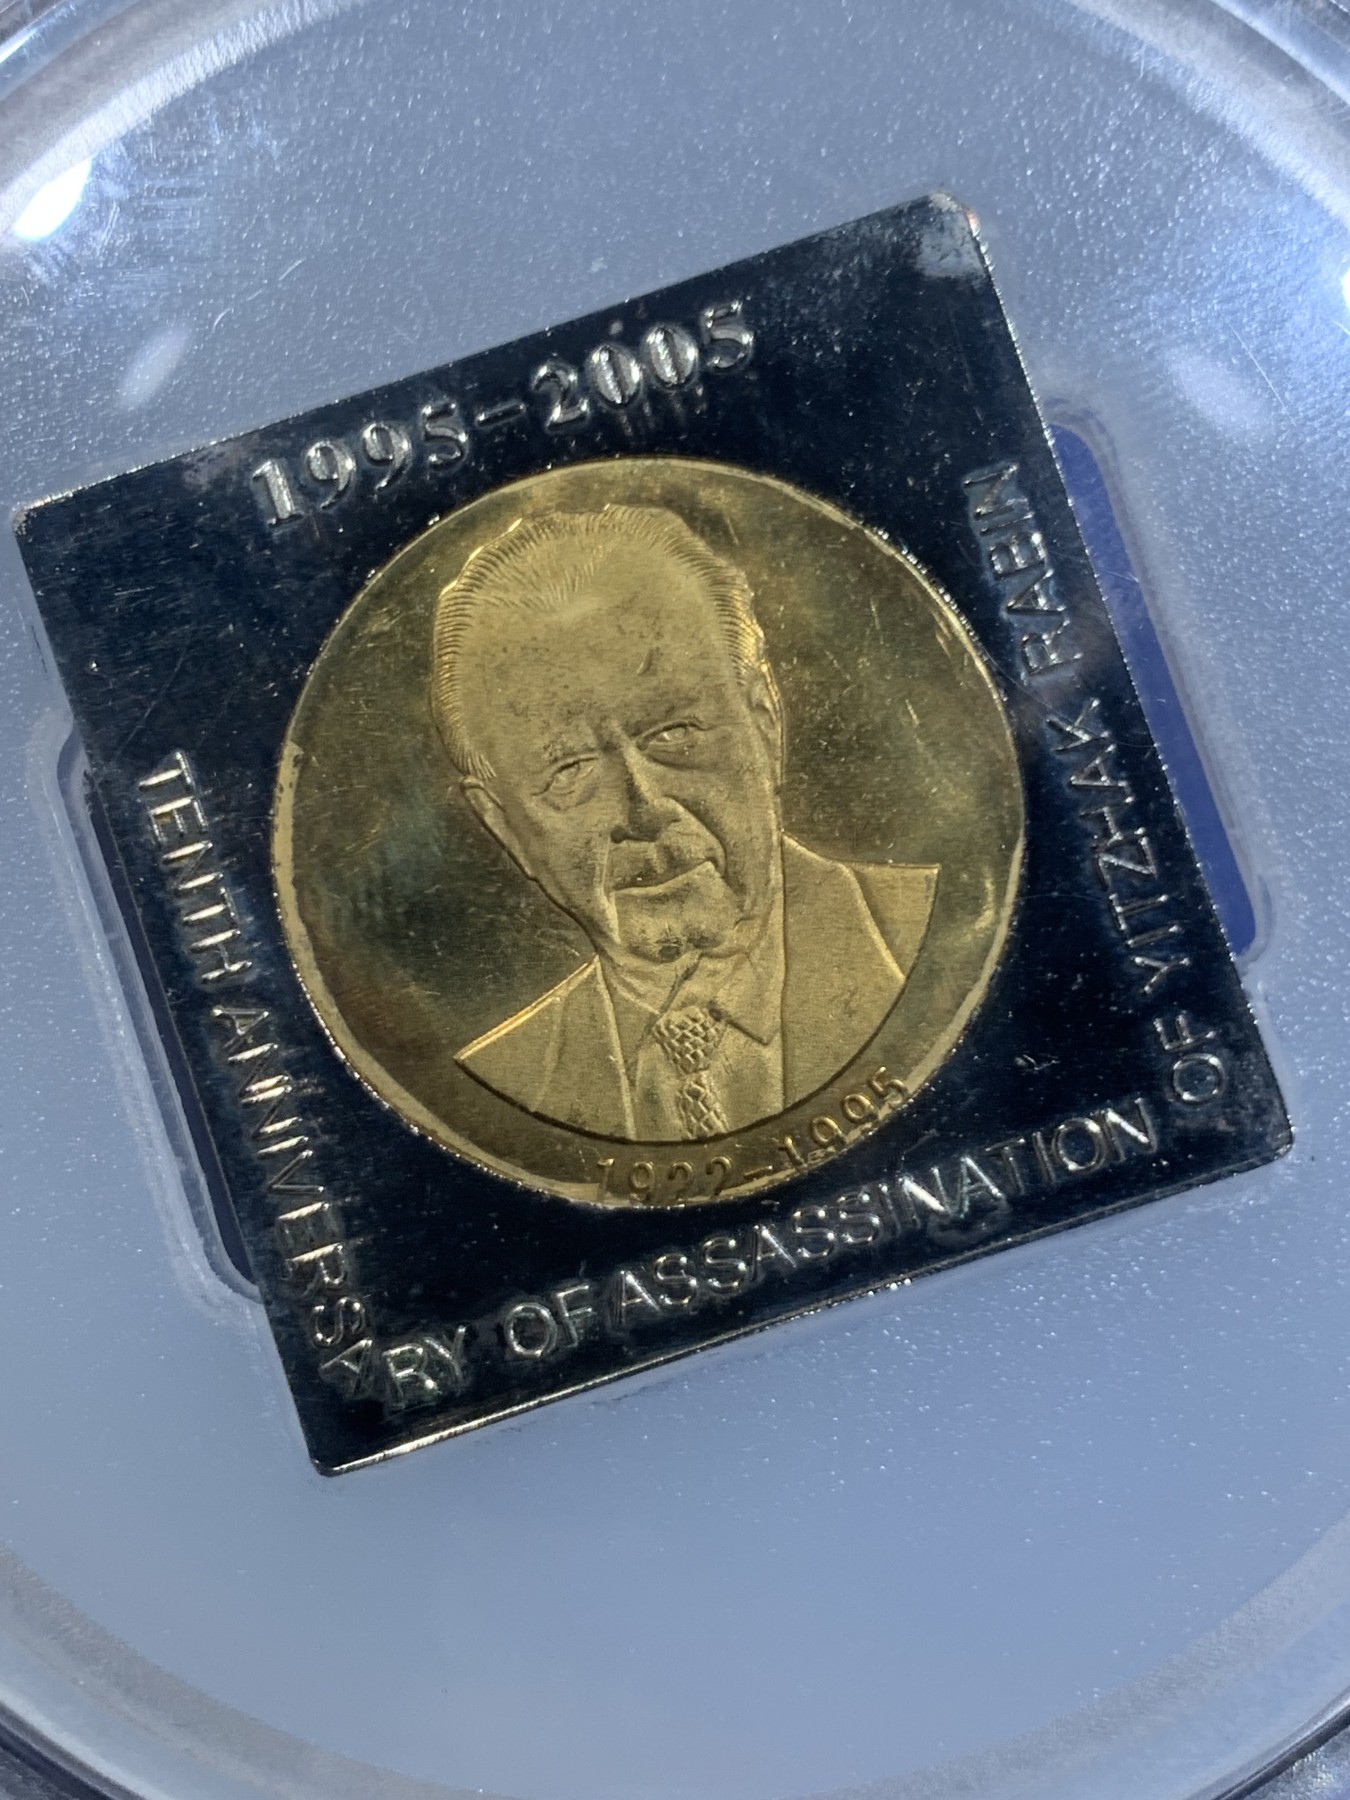 1995-2005
TENTH ANNIVERSARY OF ASSASSINATION OF YITZHAK RABIN
1922-1995